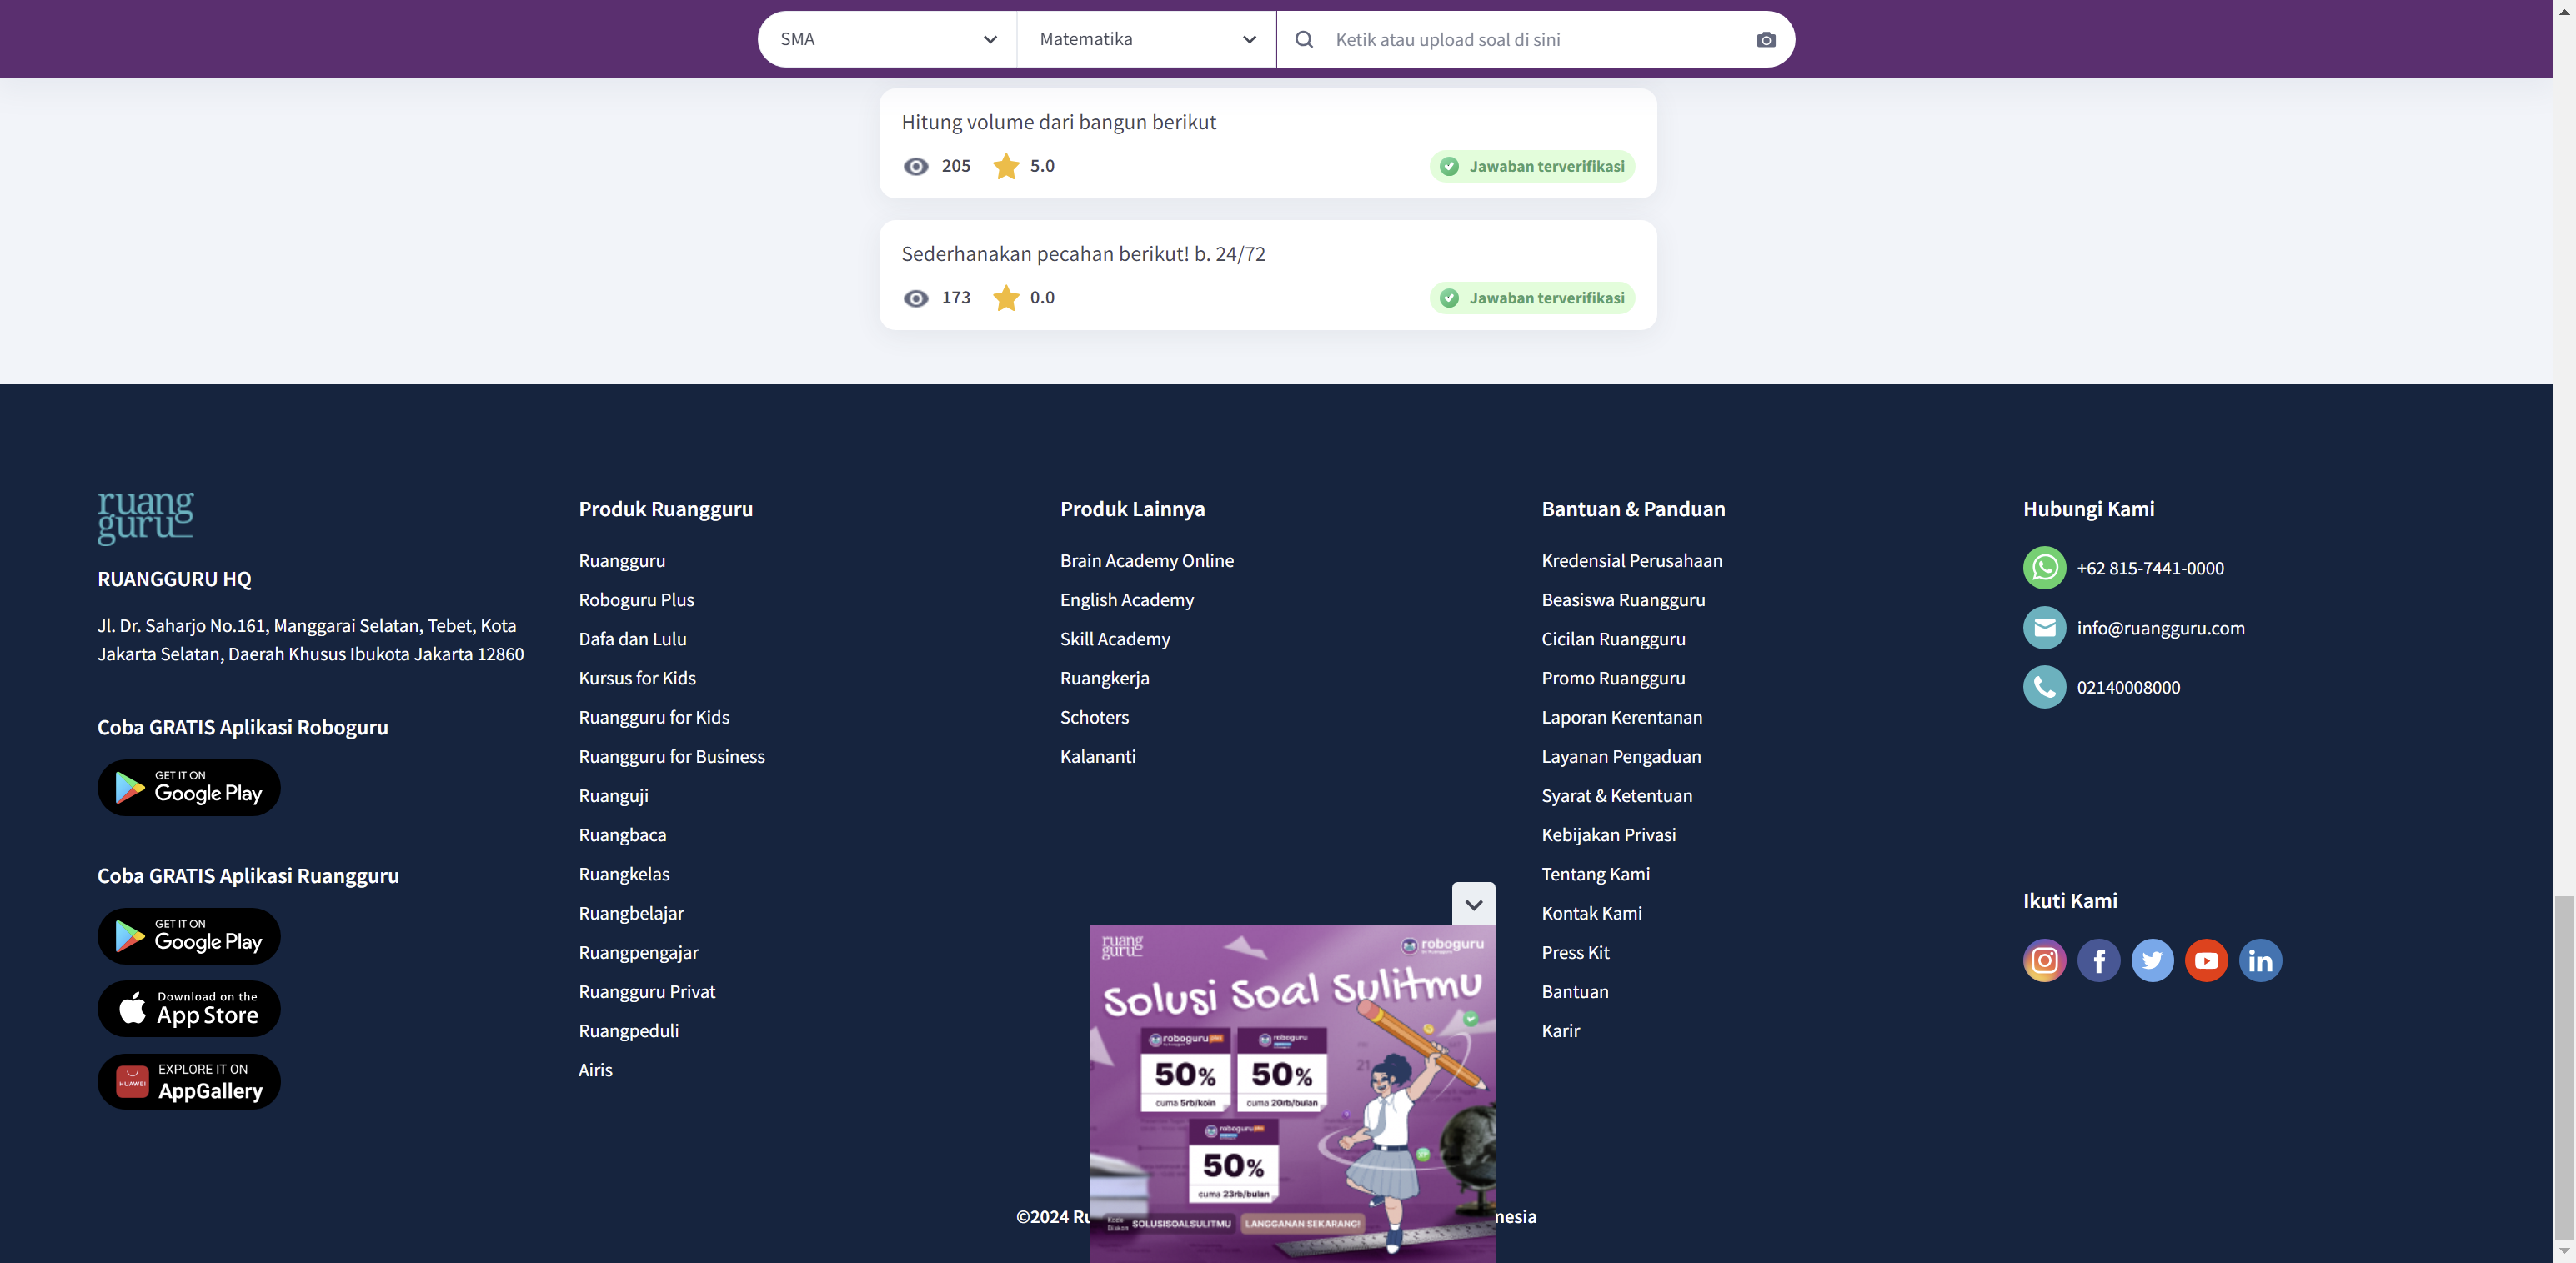 SMA
Matematika
Ketik atau upload soal di sini
Hitung volume dari bangun berikut
205
5.0
Jawaban terverifikasi
Sederhanakan pecahan berikut! b. 24/72
173
0.0
Jawaban terverifikasi
ruang
guru
RUANGGURU HQ
Jl. Dr. Saharjo No.161, Manggarai Selatan, Tebet, Kota
Jakarta Selatan, Daerah Khusus Ibukota Jakarta 12860
Coba GRATIS Aplikasi Roboguru
GET IT ON
Google Play
Coba GRATIS Aplikasi Ruangguru
GET IT ON
Google Play
Download on the
App Store
HUAWEI
EXPLORE IT ON
AppGallery
Produk Ruangguru
Ruangguru
Roboguru Plus
Dafa dan Lulu
Kursus for Kids
Ruangguru for Kids
Ruangguru for Business
Ruanguji
Ruangbaca
Ruangkelas
Ruangbelajar
Ruangpengajar
Ruangguru Privat
Ruangpeduli
Airis
Produk Lainnya
Brain Academy Online
English Academy
Skill Academy
Ruangkerja
Schoters
Kalananti
Bantuan & Panduan
Kredensial Perusahaan
Beasiswa Ruangguru
Cicilan Ruangguru
Promo Ruangguru
Laporan Kerentanan
Layanan Pengaduan
Syarat & Ketentuan
Kebijakan Privasi
Tentang Kami
Kontak Kami
Press Kit
Bantuan
Karir
Hubungi Kami
+62 815-7441-0000
info@ruangguru.com
02140008000
Ikuti Kami
ruang
guru
roboguru
Solusi Soal Sulitmu
roboguru plus
50%
cuma 5rb/koin
roboguru
50%
cuma 20rb/bulan
roboguru plus
50%
cuma 23rb/bulan
21
Kode
Diskon
SOLUSISOALSULITMU
LANGGANAN SEKARANG!
©2024 Ru
nesia